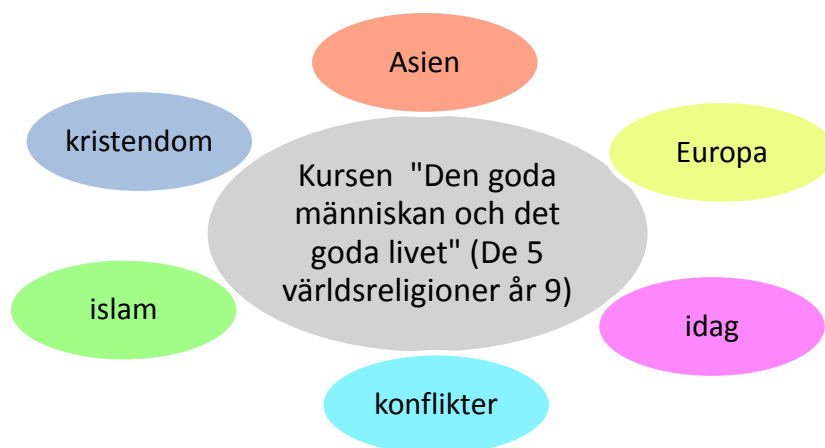 Asien
kristendom
Europa
Kursen "Den goda
människan och det
goda livet" (De 5
världsreligioner år 9)
islam
idag
konflikter